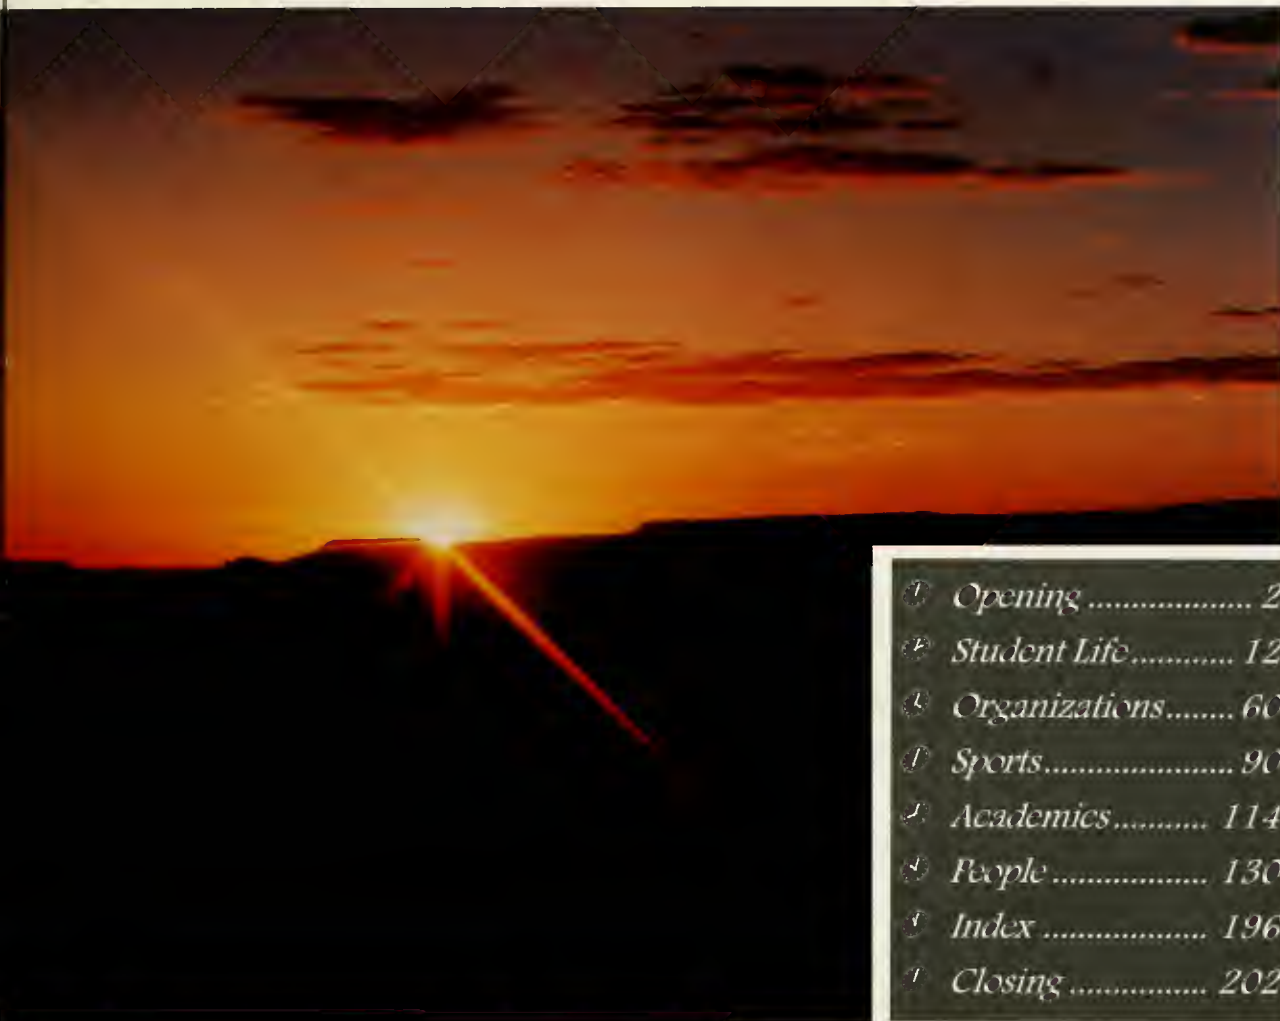 Opening ................... 2
Student Life............ 12
Organizations........ 60
Sports...................... 90
Academics........... 114
People .................. 130
Index ................... 196
Closing ................ 202